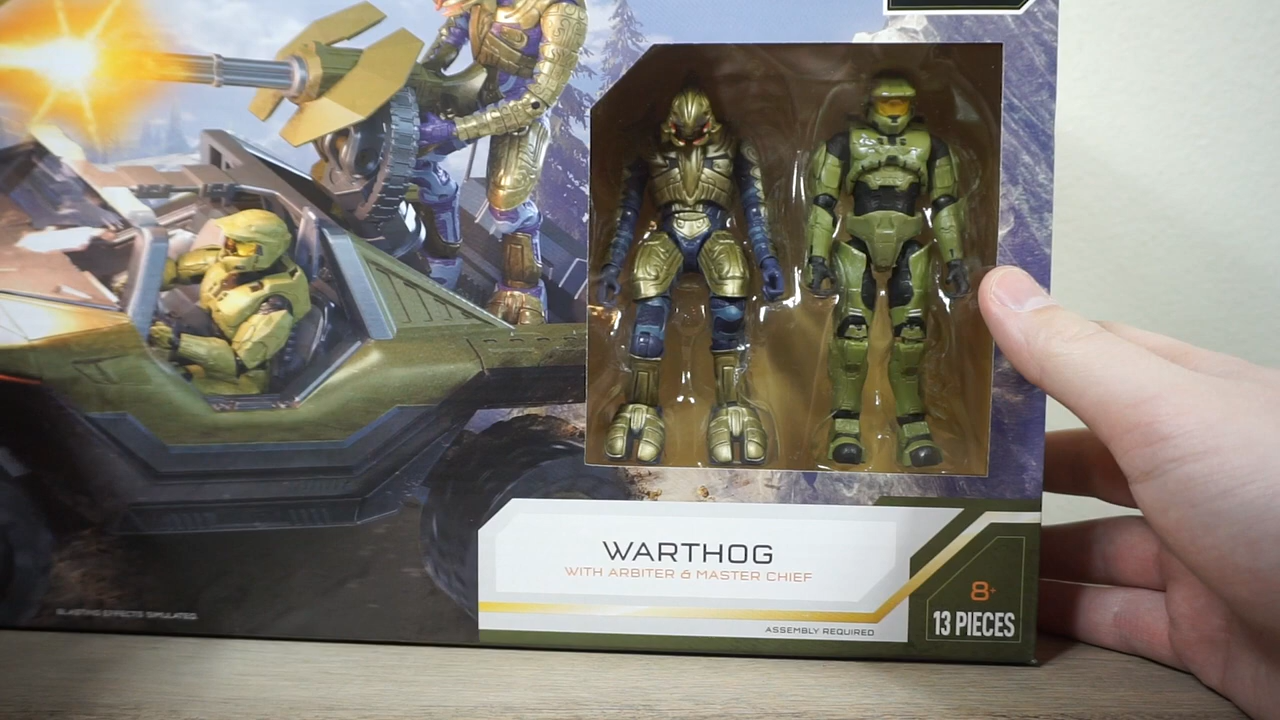 WARTHOG
WITH ARBITER & MASTER CHIEF
ASSEMBLY REQUIRED
8+
13 PIECES
BLASTING EFFECTS SIMULATED.